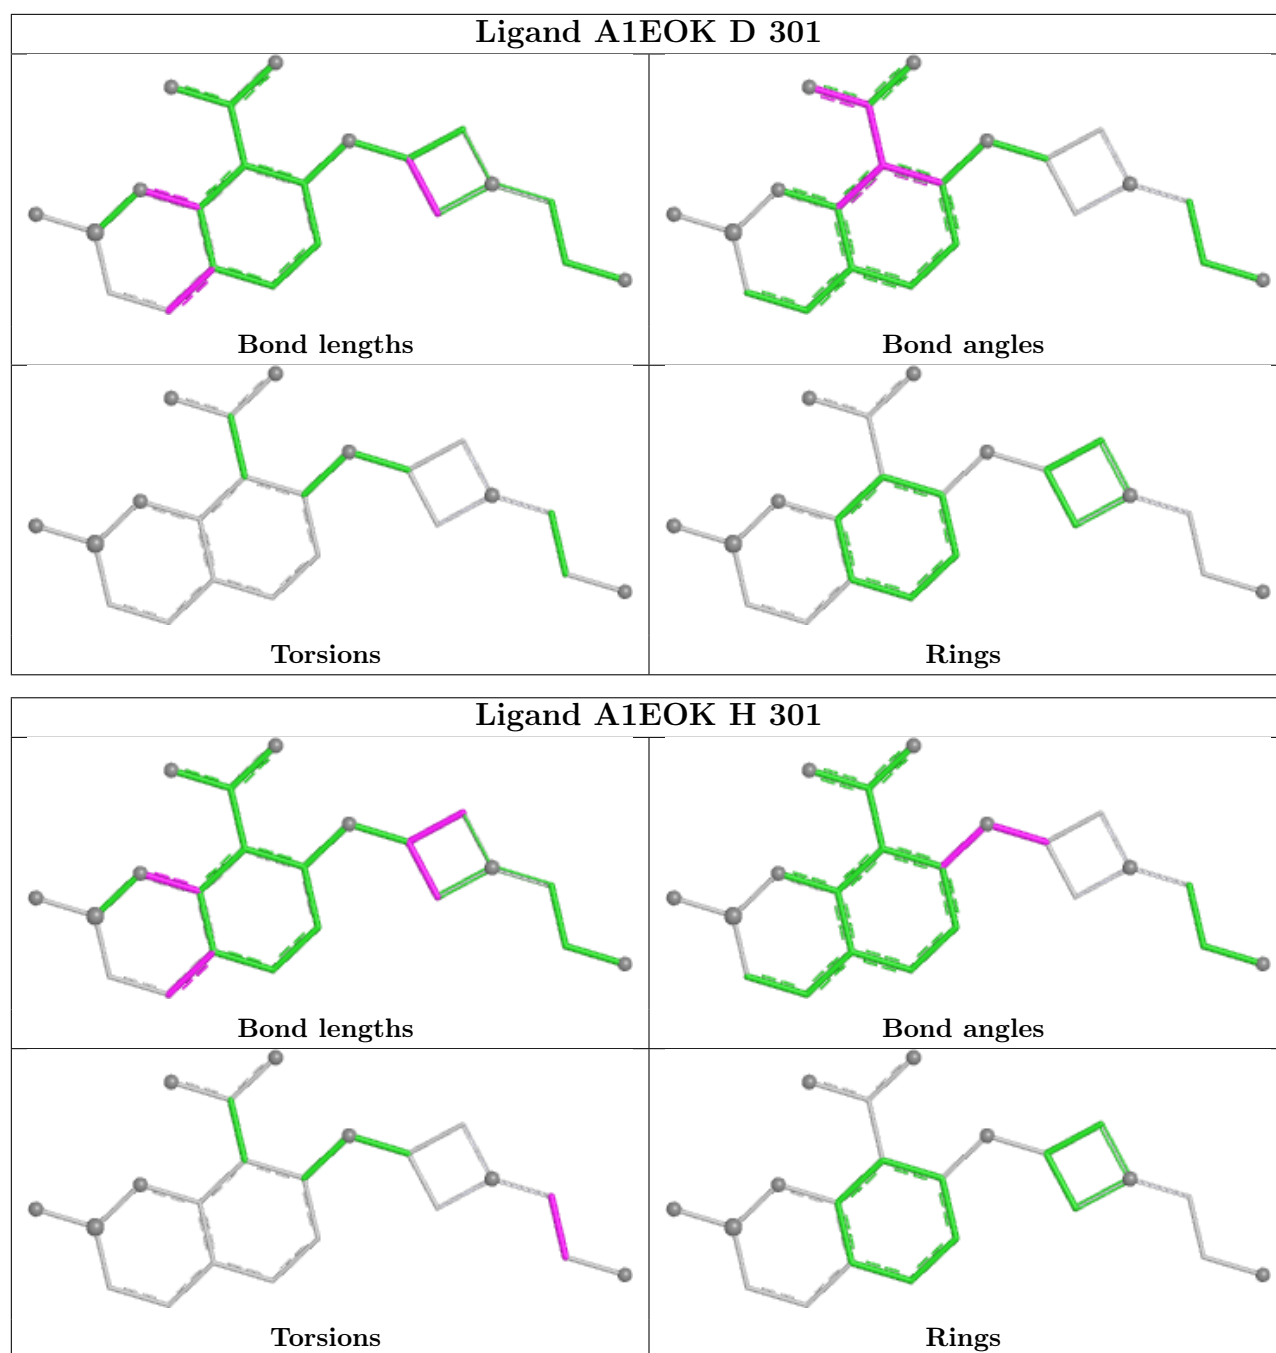 Ligand A1EOK D 301
Bond lengths
Bond angles
Torsions
Rings
Ligand A1EOK H 301
Bond lengths
Bond angles
Torsions
Rings